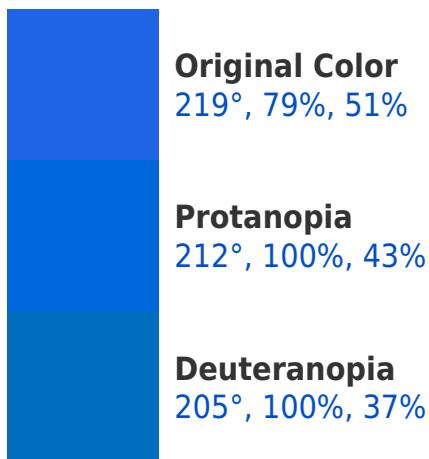 Original Color
219°, 79%, 51%
Protanopia
212°, 100%, 43%
Deuteranopia
205°, 100%, 37%